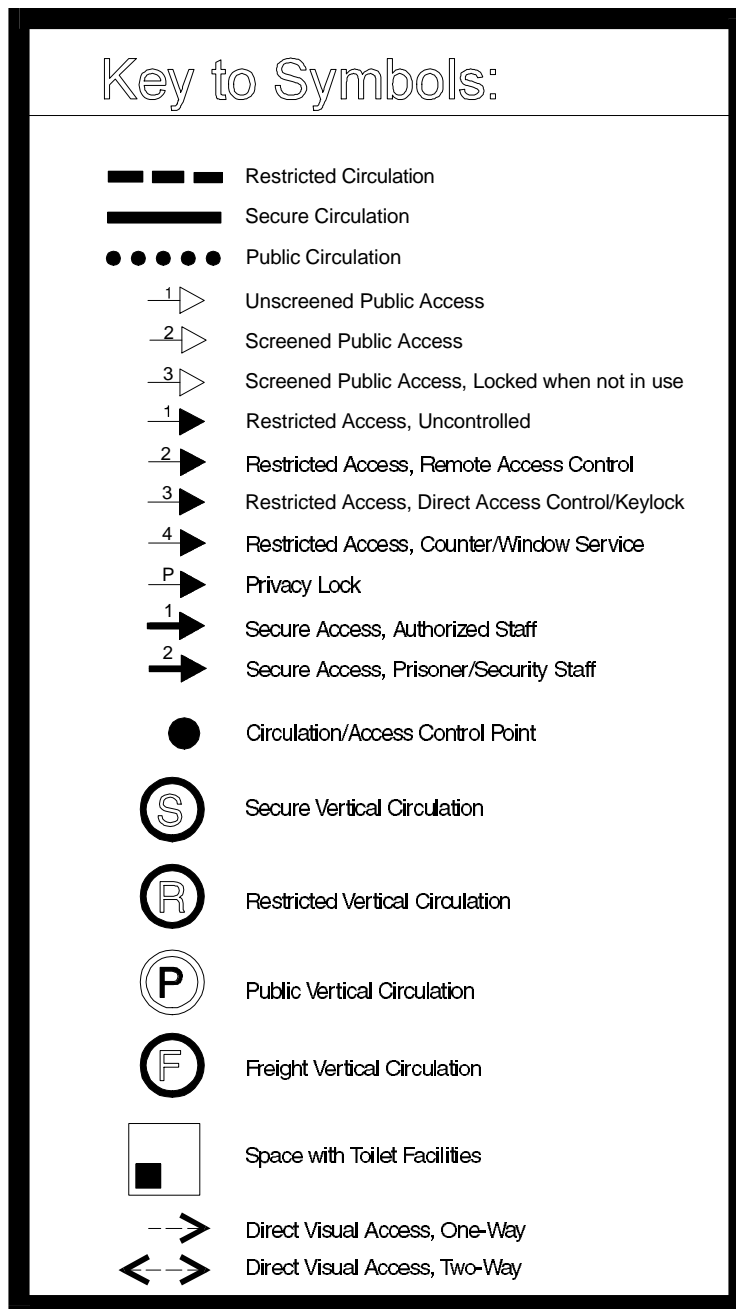 Key to Symbols:
Restricted Circulation
Secure Circulation
Public Circulation
1 Unscreened Public Access
2 Screened Public Access
3 Screened Public Access, Locked when not in use
1 Restricted Access, Uncontrolled
2 Restricted Access, Remote Access Control
3 Restricted Access, Direct Access Control/Keylock
4 Restricted Access, Counter/Window Service
P Privacy Lock
1 Secure Access, Authorized Staff
2 Secure Access, Prisoner/Security Staff
Circulation/Access Control Point
S Secure Vertical Circulation
R Restricted Vertical Circulation
P Public Vertical Circulation
F Freight Vertical Circulation
Space with Toilet Facilities
Direct Visual Access, One-Way
Direct Visual Access, Two-Way